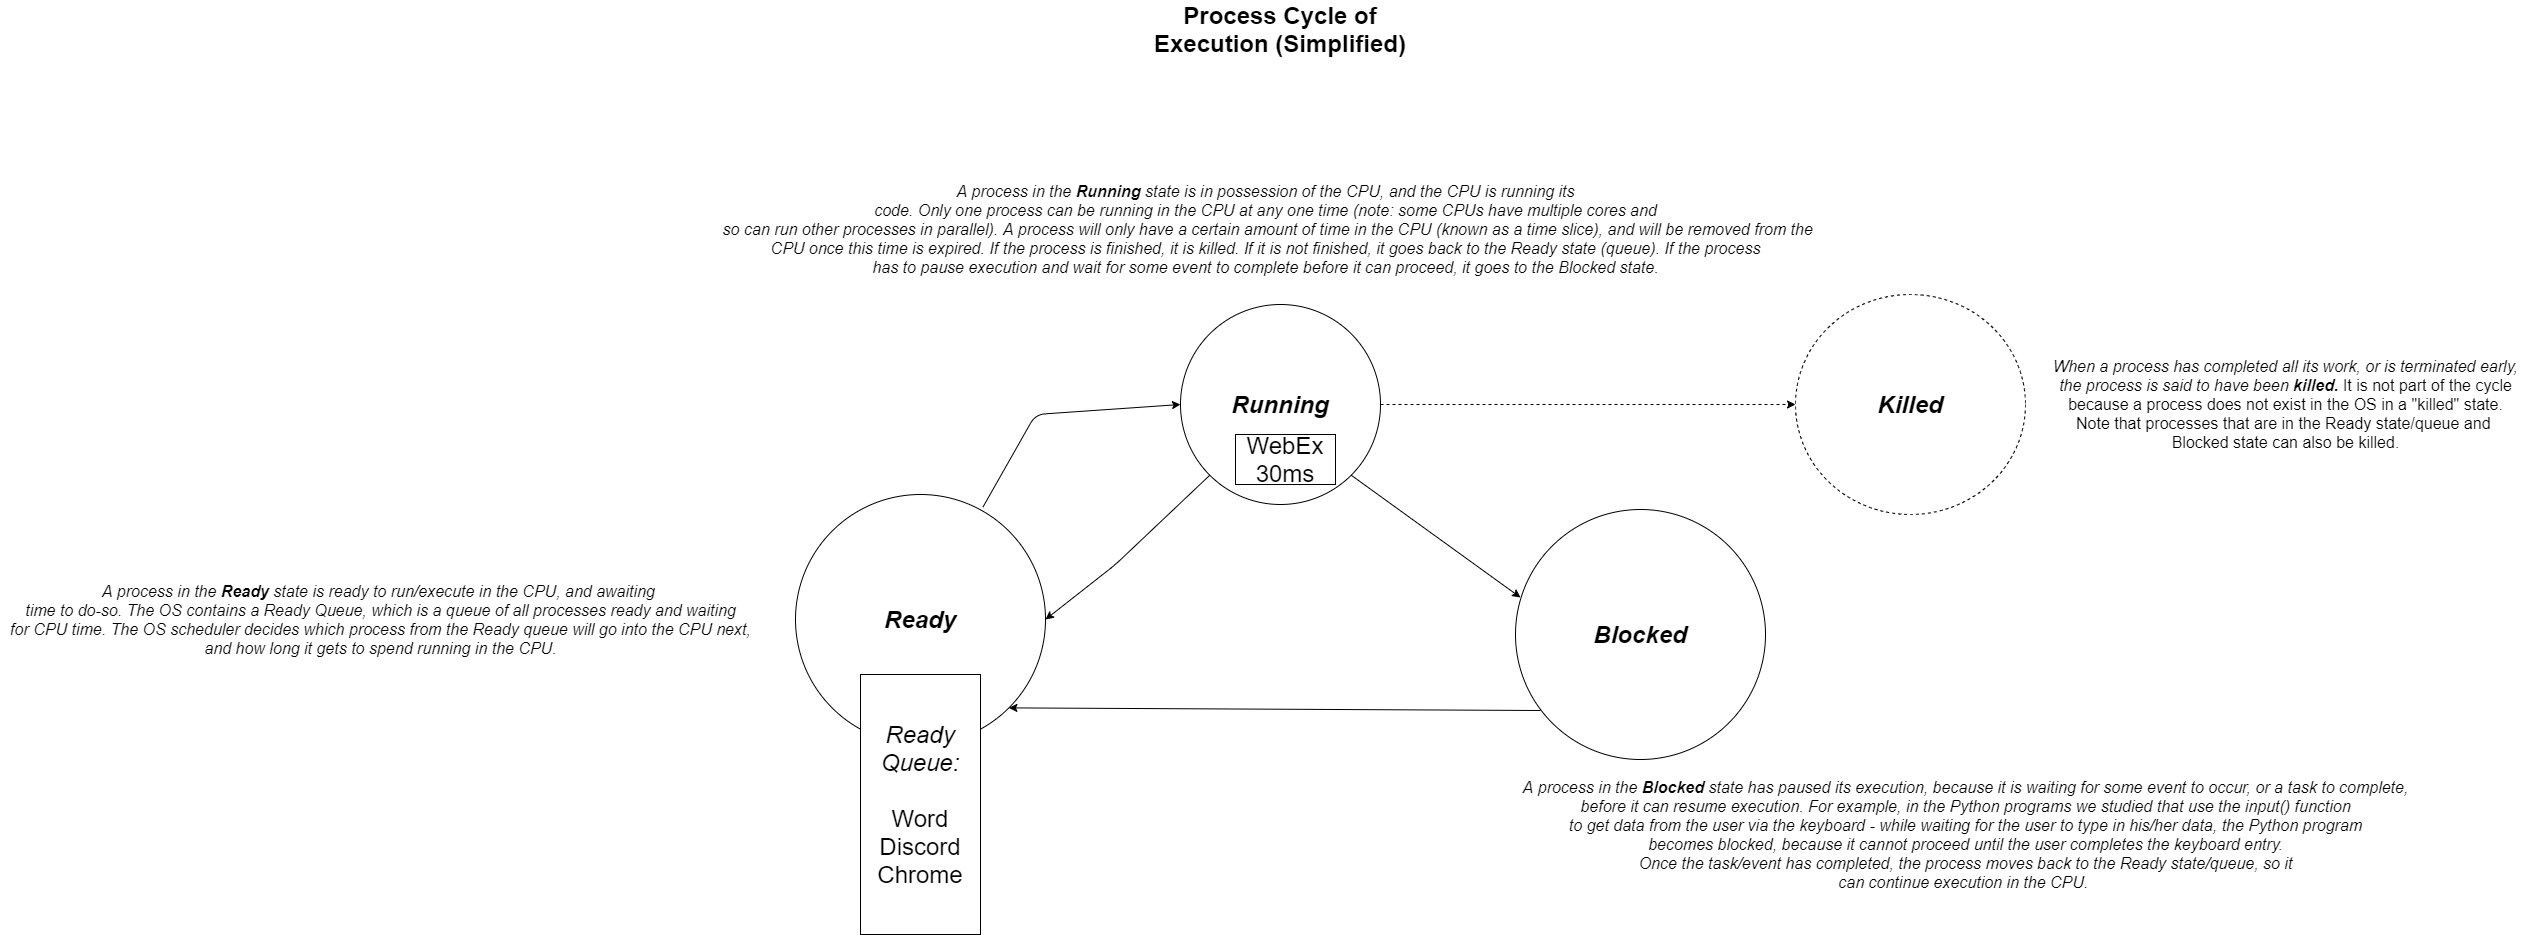 Process Cycle of
Execution (Simplified)
A process in the Running state is in possession of the CPU, and the CPU is running its
code. Only one process can be running in the CPU at any one time (note: some CPUs have multiple cores and
so can run other processes in parallel). A process will only have a certain amount of time in the CPU (known as a time slice), and will be removed from the
CPU once this time is expired. If the process is finished, it is killed. If it is not finished, it goes back to the Ready state (queue). If the process
has to pause execution and wait for some event to complete before it can proceed, it goes to the Blocked state.
Running
WebEx
30ms
Killed
When a process has completed all its work, or is terminated early,
the process is said to have been killed. It is not part of the cycle
because a process does not exist in the OS in a "killed" state.
Note that processes that are in the Ready state/queue and
Blocked state can also be killed.
A process in the Ready state is ready to run/execute in the CPU, and awaiting
time to do-so. The OS contains a Ready Queue, which is a queue of all processes ready and waiting
for CPU time. The OS scheduler decides which process from the Ready queue will go into the CPU next,
and how long it gets to spend running in the CPU.
Ready
Ready
Queue:
Word
Discord
Chrome
Blocked
A process in the Blocked state has paused its execution, because it is waiting for some event to occur, or a task to complete,
before it can resume execution. For example, in the Python programs we studied that use the input() function
to get data from the user via the keyboard - while waiting for the user to type in his/her data, the Python program
becomes blocked, because it cannot proceed until the user completes the keyboard entry.
Once the task/event has completed, the process moves back to the Ready state/queue, so it
can continue execution in the CPU.